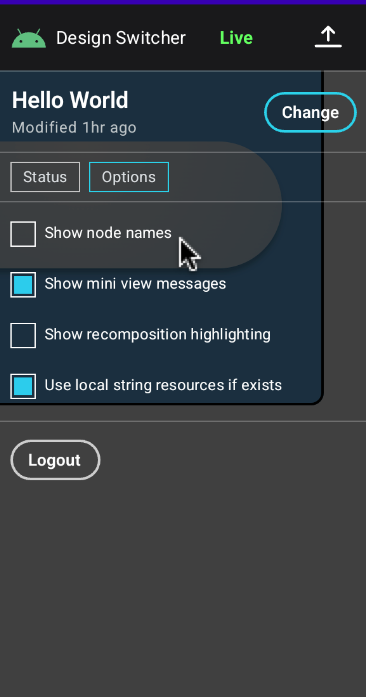 Design Switcher Live
Hello World
Change
Modified 1hr ago
Status Options
Show node names
Show mini view messages
Show recomposition highlighting
Use local string resources if exists
Logout